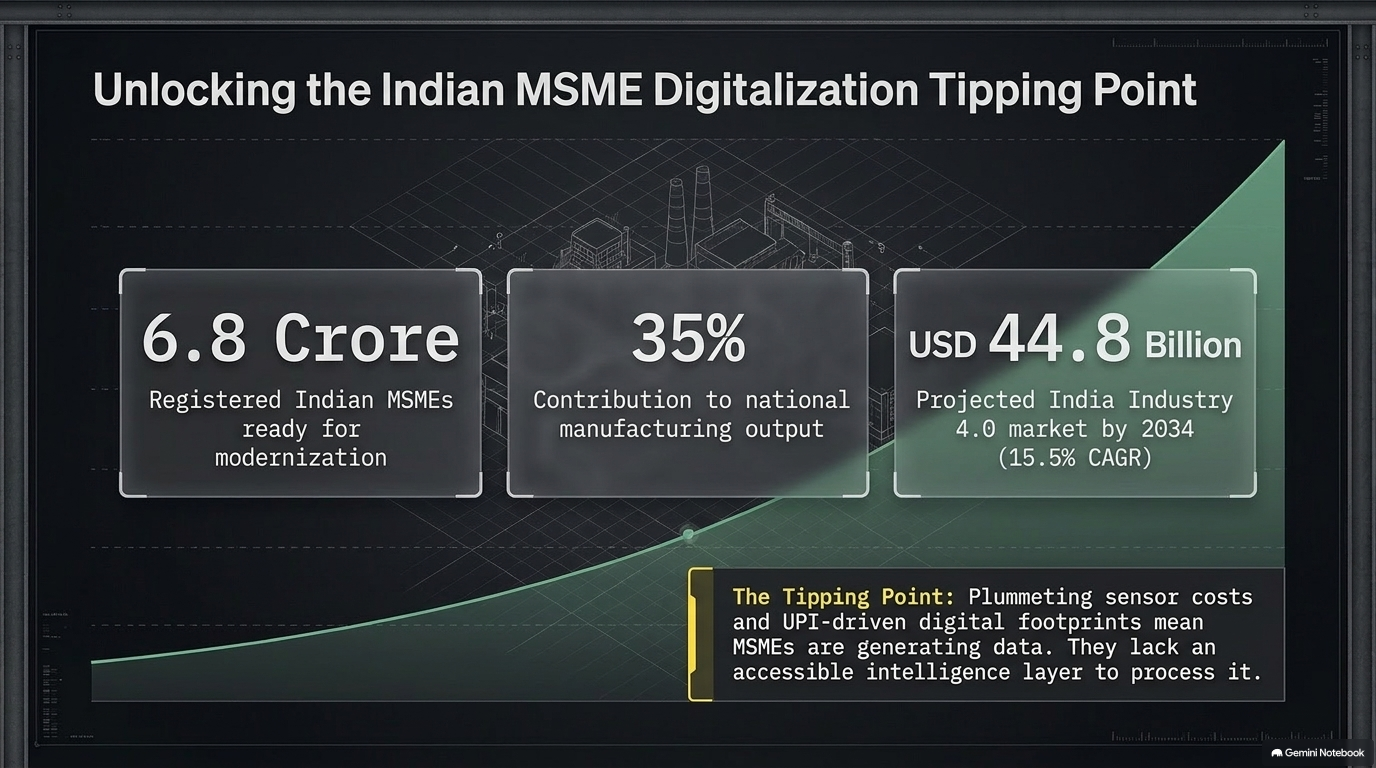 Unlocking the Indian MSME Digitalization Tipping Point
6.8 Crore
Registered Indian MSMEs
ready for
modernization
35%
Contribution to national
manufacturing output
USD 44.8 Billion
Projected India Industry
4.0 market by 2034
(15.5% CAGR)
The Tipping Point: Plummeting sensor costs
and UPI-driven digital footprints mean
MSMEs are generating data. They lack an
accessible intelligence layer to process it.
Gemini Notebook